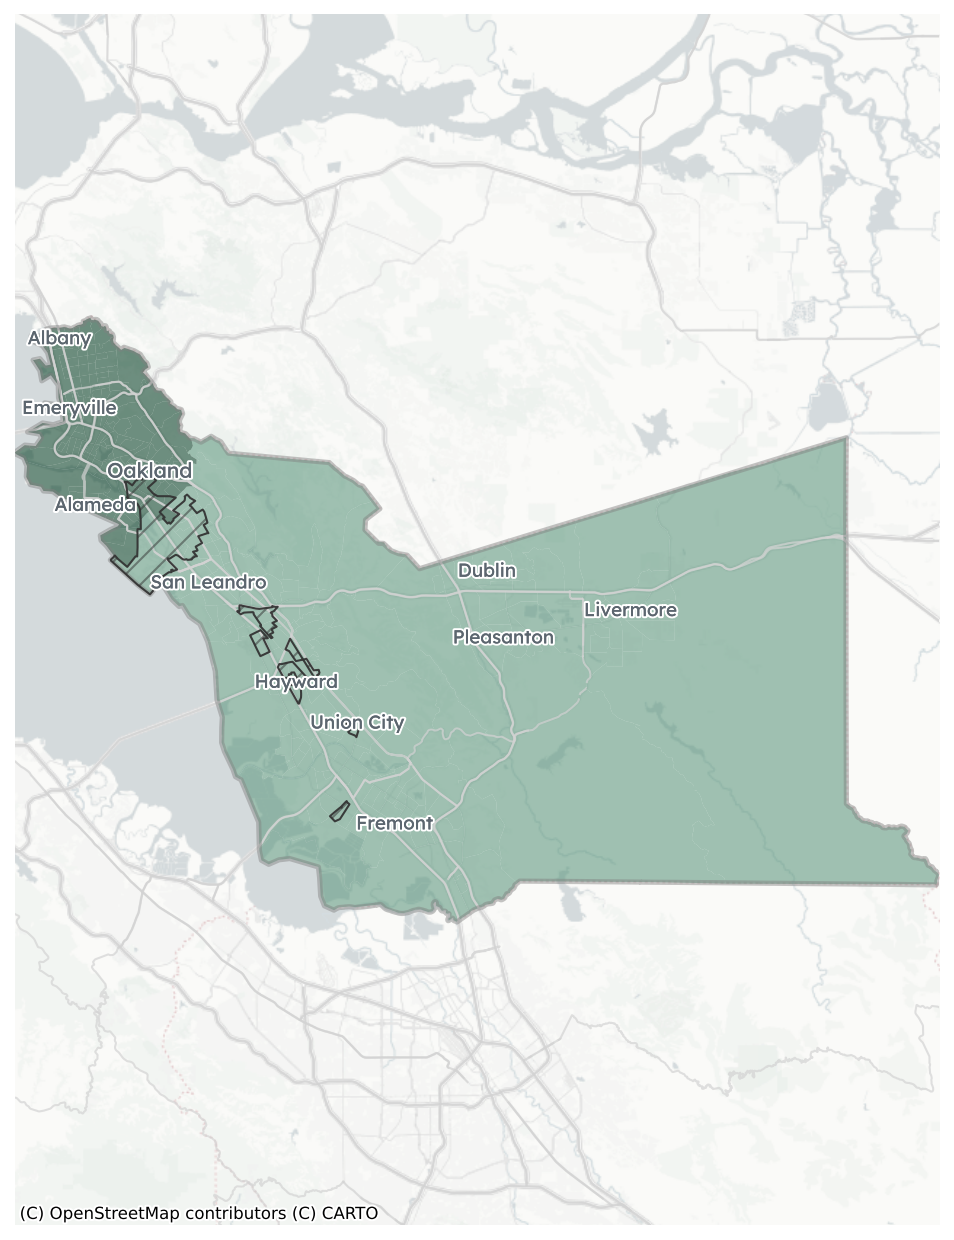 Albany
Emeryville
Oakland
Alameda
San Leandro
Dublin
Livermore
Pleasanton
Hayward
Union City
Fremont
(C) OpenStreetMap contributors (C) CARTO